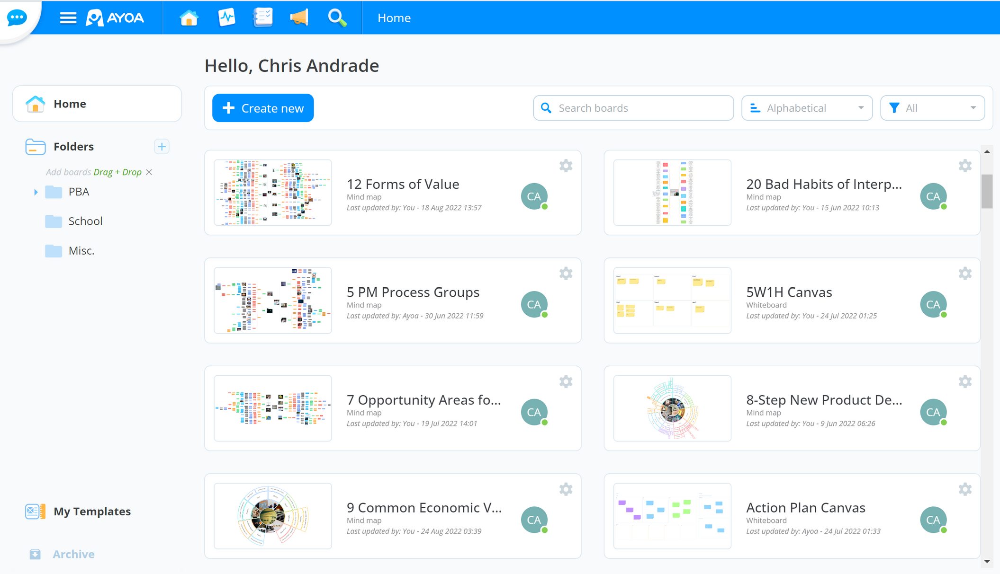 AYOA
Home
Hello, Chris Andrade
Home
Create new
Search boards
Alphabetical
All
Folders
Add boards Drag + Drop
PBA
School
Misc.
12 Forms of Value
Mind map
Last updated by: You - 18 Aug 2022 13:57
CA
20 Bad Habits of Interp...
Mind map
Last updated by: You - 15 Jun 2022 10:13
CA
5 PM Process Groups
Mind map
Last updated by: Ayoa - 30 Jun 2022 11:59
CA
5W1H Canvas
Whiteboard
Last updated by: You - 24 Jul 2022 01:25
CA
7 Opportunity Areas fo...
Mind map
Last updated by: You - 19 Jul 2022 14:01
CA
8-Step New Product De...
Mind map
Last updated by: You - 9 Jun 2022 06:26
CA
9 Common Economic V...
Mind map
Last updated by: You - 24 Aug 2022 03:39
CA
Action Plan Canvas
Whiteboard
Last updated by: Ayoa - 24 Jul 2022 01:33
CA
My Templates
Archive